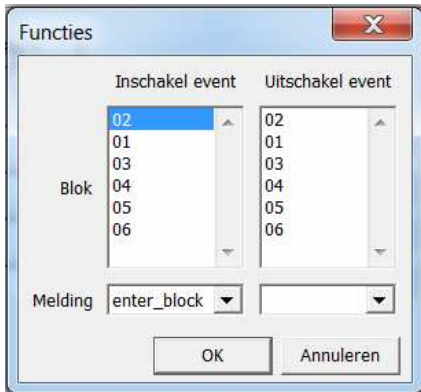 Functies
Inschakel event Uitschakel event
Blok
02 02
01 01
03 03
04 04
05 05
06 06
Melding enter_block
OK Annuleren